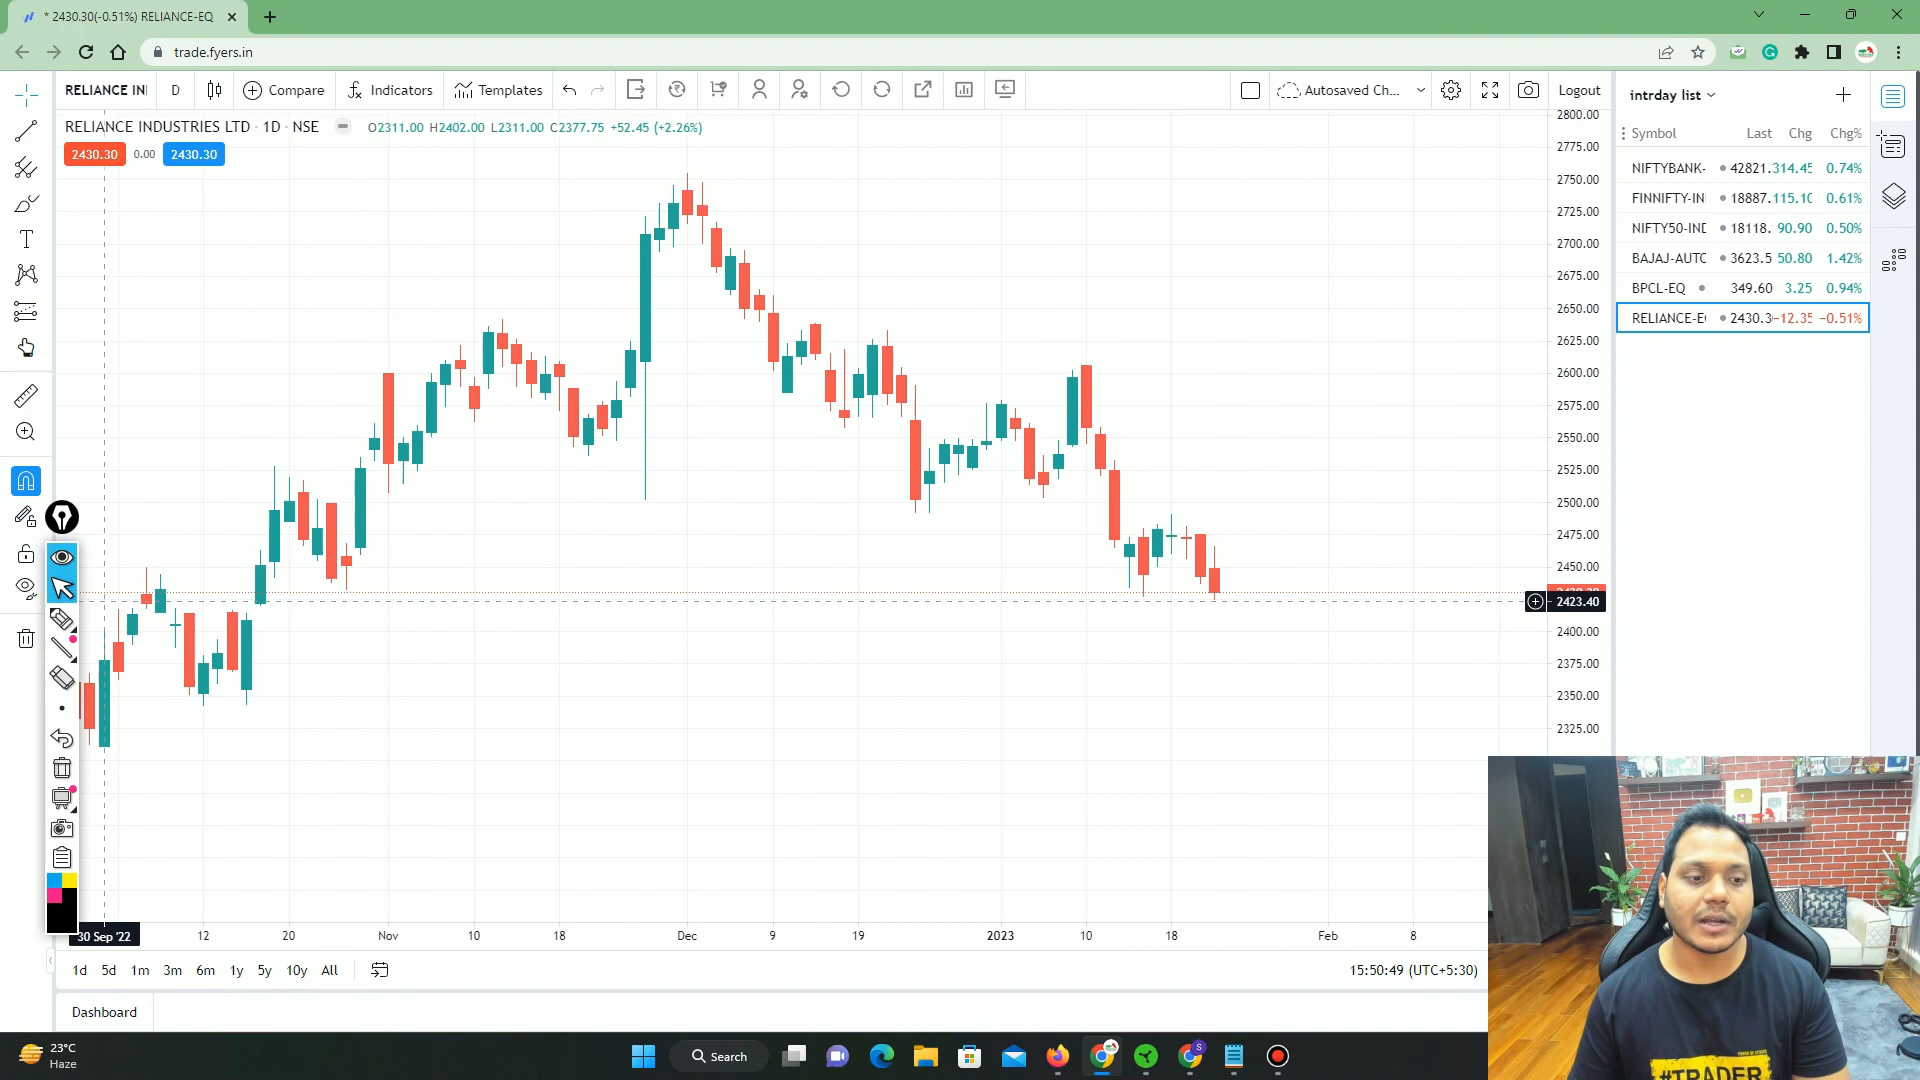 * 2430.30(-0.51%) RELIANCE-EQ
trade.fyers.in
RELIANCE INI
D
Compare
Indicators
Templates
Autosaved Ch...
Logout
RELIANCE INDUSTRIES LTD · 1D · NSE
O2311.00 H2402.00 L2311.00 C2377.75 +52.45 (+2.26%)
2430.30
0.00
2430.30
intrday list
Symbol Last Chg Chg%
NIFTYBANK- 42821. 314.45 0.74%
FINNIFTY-IN 18887. 115.10 0.61%
NIFTY50-IND 18118. 90.90 0.50%
BAJAJ-AUTO 3623.5 50.80 1.42%
BPCL-EQ 349.60 3.25 0.94%
RELIANCE-E 2430.3 −12.35 −0.51%
2800.00
2775.00
2750.00
2725.00
2700.00
2675.00
2650.00
2625.00
2600.00
2575.00
2550.00
2525.00
2500.00
2475.00
2450.00
2423.40
2400.00
2375.00
2350.00
2325.00
30 Sep '22 12 20 Nov 10 18 Dec 9 19 2023 10 18 Feb 8
1d 5d 1m 3m 6m 1y 5y 10y All
15:50:49 (UTC+5:30)
Dashboard
23°C
Haze
Search
S
#TRADER